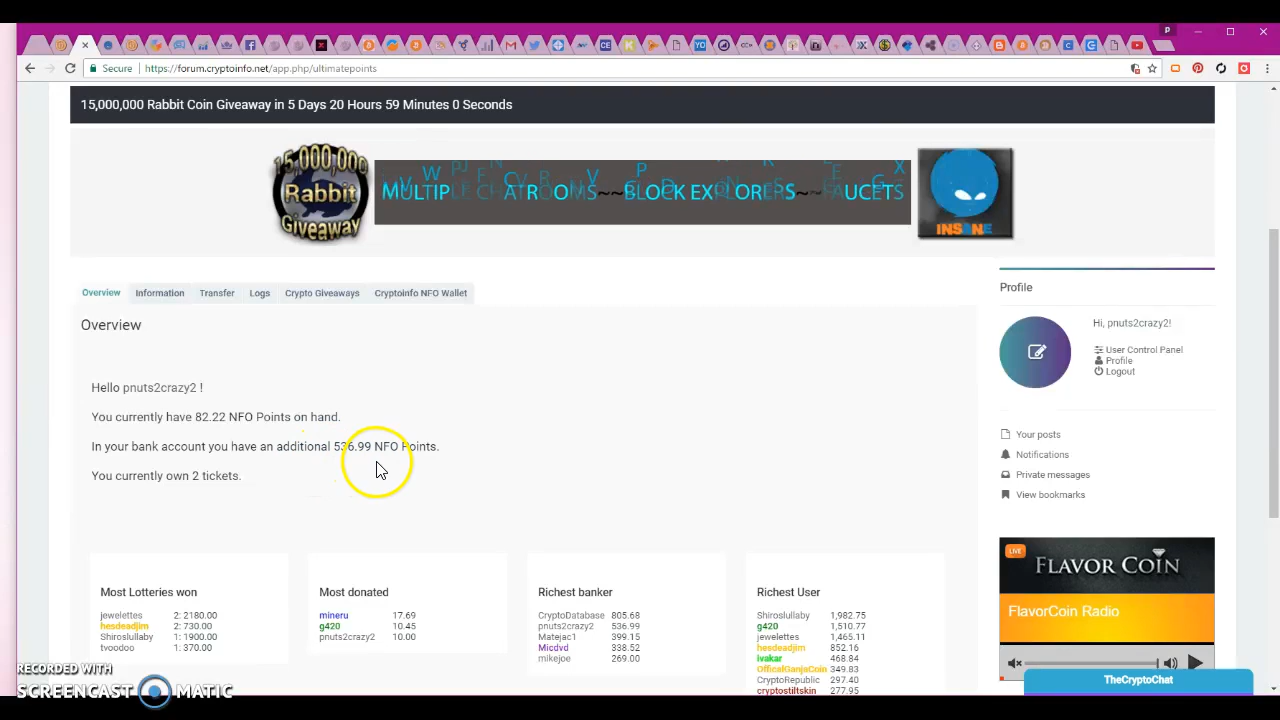 P
Secure https://forum.cryptoinfo.net/app.php/ultimatepoints
15,000,000 Rabbit Coin Giveaway in 5 Days 20 Hours 59 Minutes 0 Seconds
15,000,000
Rabbit
Giveaway
INSANE
Overview Information Transfer Logs Crypto Giveaways Cryptoinfo NFO Wallet
Profile
Overview
Hi, pnuts2crazy2!
User Control Panel
Profile
Logout
Hello pnuts2crazy2 !
You currently have 82.22 NFO Points on hand.
In your bank account you have an additional 536.99 NFO Points.
You currently own 2 tickets.
Your posts
Notifications
Private messages
View bookmarks
Most Lotteries won
jewelettes 2: 2180.00
hesdeadjim 2: 730.00
Shiroslullaby 1: 1900.00
tvoodoo 1: 370.00
Most donated
mineru 17.69
g420 10.45
pnuts2crazy2 10.00
Richest banker
CryptoDatabase 805.68
pnuts2crazy2 536.99
Matejac1 399.15
Micdvd 338.52
mikejoe 269.00
Richest User
Shiroslullaby 1,982.75
g420 1,510.77
jewelettes 1,465.11
hesdeadjim 852.16
ivakar 468.84
OfficalGanjaCoin 349.83
CryptoRepublic 297.40
cryptostiltskin 277.95
LIVE
FLAVOR COIN
FlavorCoin Radio
TheCryptoChat
RECORDED WITH
SCREENCAST MATIC